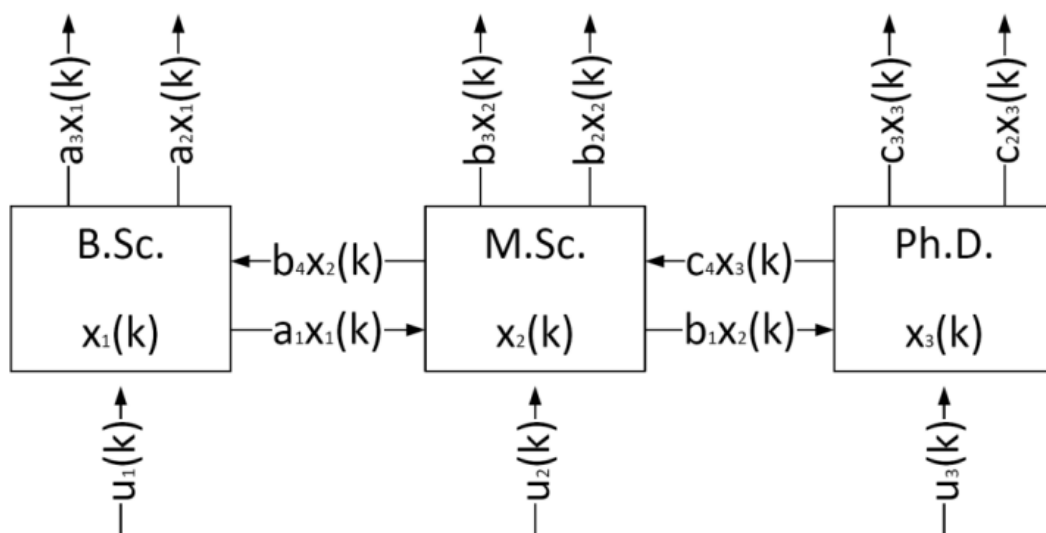 a₃x₁(k)
a₂x₁(k)
b₃x₂(k)
b₂x₂(k)
c₃x₃(k)
c₂x₃(k)
B.Sc.
M.Sc.
Ph.D.
b₄x₂(k)
c₄x₃(k)
x₁(k)
a₁x₁(k)
x₂(k)
b₁x₂(k)
x₃(k)
u₁(k)
u₂(k)
u₃(k)